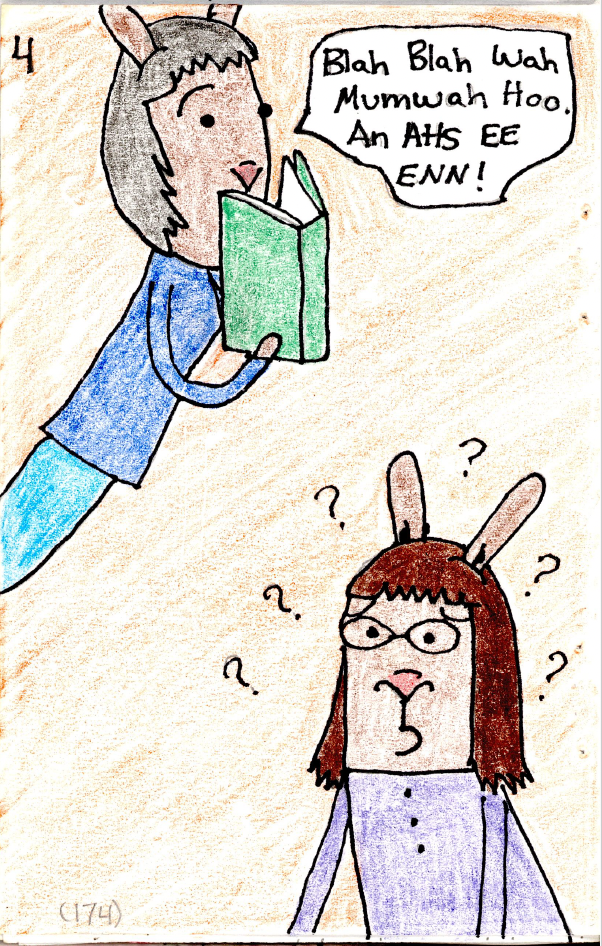 4
Blah Blah Wah
Mumwah Hoo.
An AHS EE
ENN!
?
?
?
?
?
?
(174)